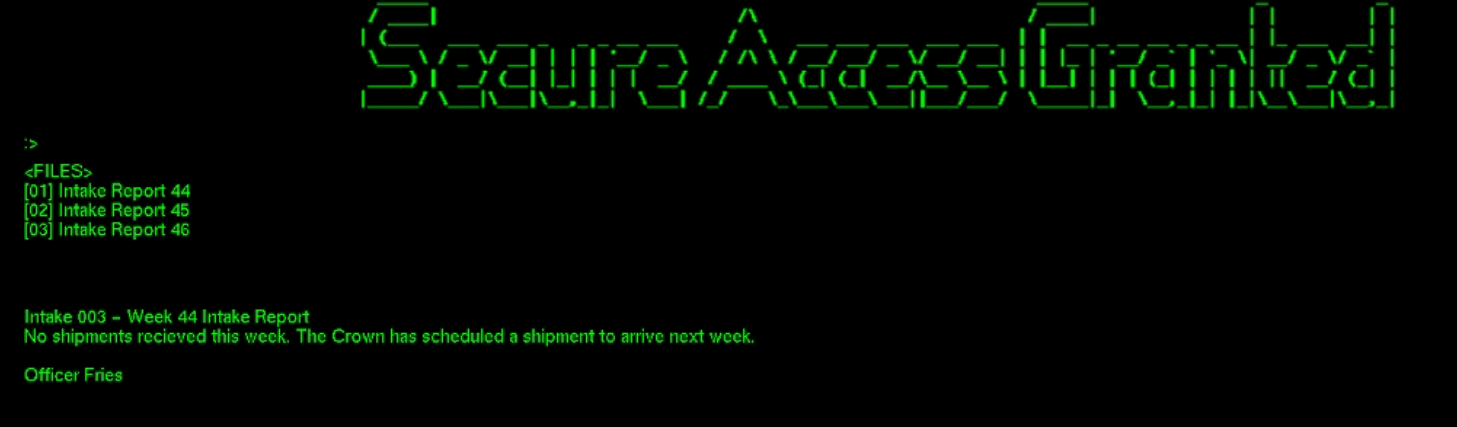 Secure Access Granted
:>
<FILES>
[01] Intake Report 44
[02] Intake Report 45
[03] Intake Report 46
Intake 003 – Week 44 Intake Report
No shipments recieved this week. The Crown has scheduled a shipment to arrive next week.
Officer Fries